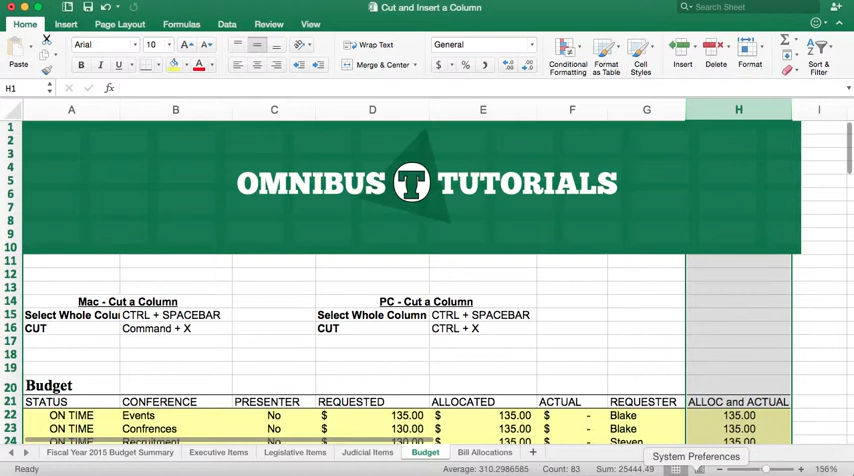 Cut and Insert a Column
Search Sheet
Home Insert Page Layout Formulas Data Review View
Arial 10 A A Wrap Text General
Paste B I U A Merge & Center $ % Conditional Formatting Format as Table Cell Styles Insert Delete Format Sort & Filter
H1 fx
A B C D E F G H I
1
2
3
4
OMNIBUS T TUTORIALS
5
6
7
8
9
10
11
12
13
14 Mac - Cut a Column PC - Cut a Column
15 Select Whole Colu CTRL + SPACEBAR Select Whole Column CTRL + SPACEBAR
16 CUT Command + X CUT CTRL + X
17
18
19
20 Budget
21 STATUS CONFERENCE PRESENTER REQUESTED ALLOCATED ACTUAL REQUESTER ALLOC and ACTUAL
22 ON TIME Events No $ 135.00 $ 135.00 $ - Blake 135.00
23 ON TIME Confrences No $ 130.00 $ 135.00 $ - Blake 135.00
24 ON TIME Recruitment No $ 130.00 $ 135.00 $ - Steven 135.00
Fiscal Year 2015 Budget Summary Executive Items Legislative Items Judicial Items Budget Bill Allocations +
System Preferences
Ready Average: 310.2986585 Count: 83 Sum: 25444.49 156%